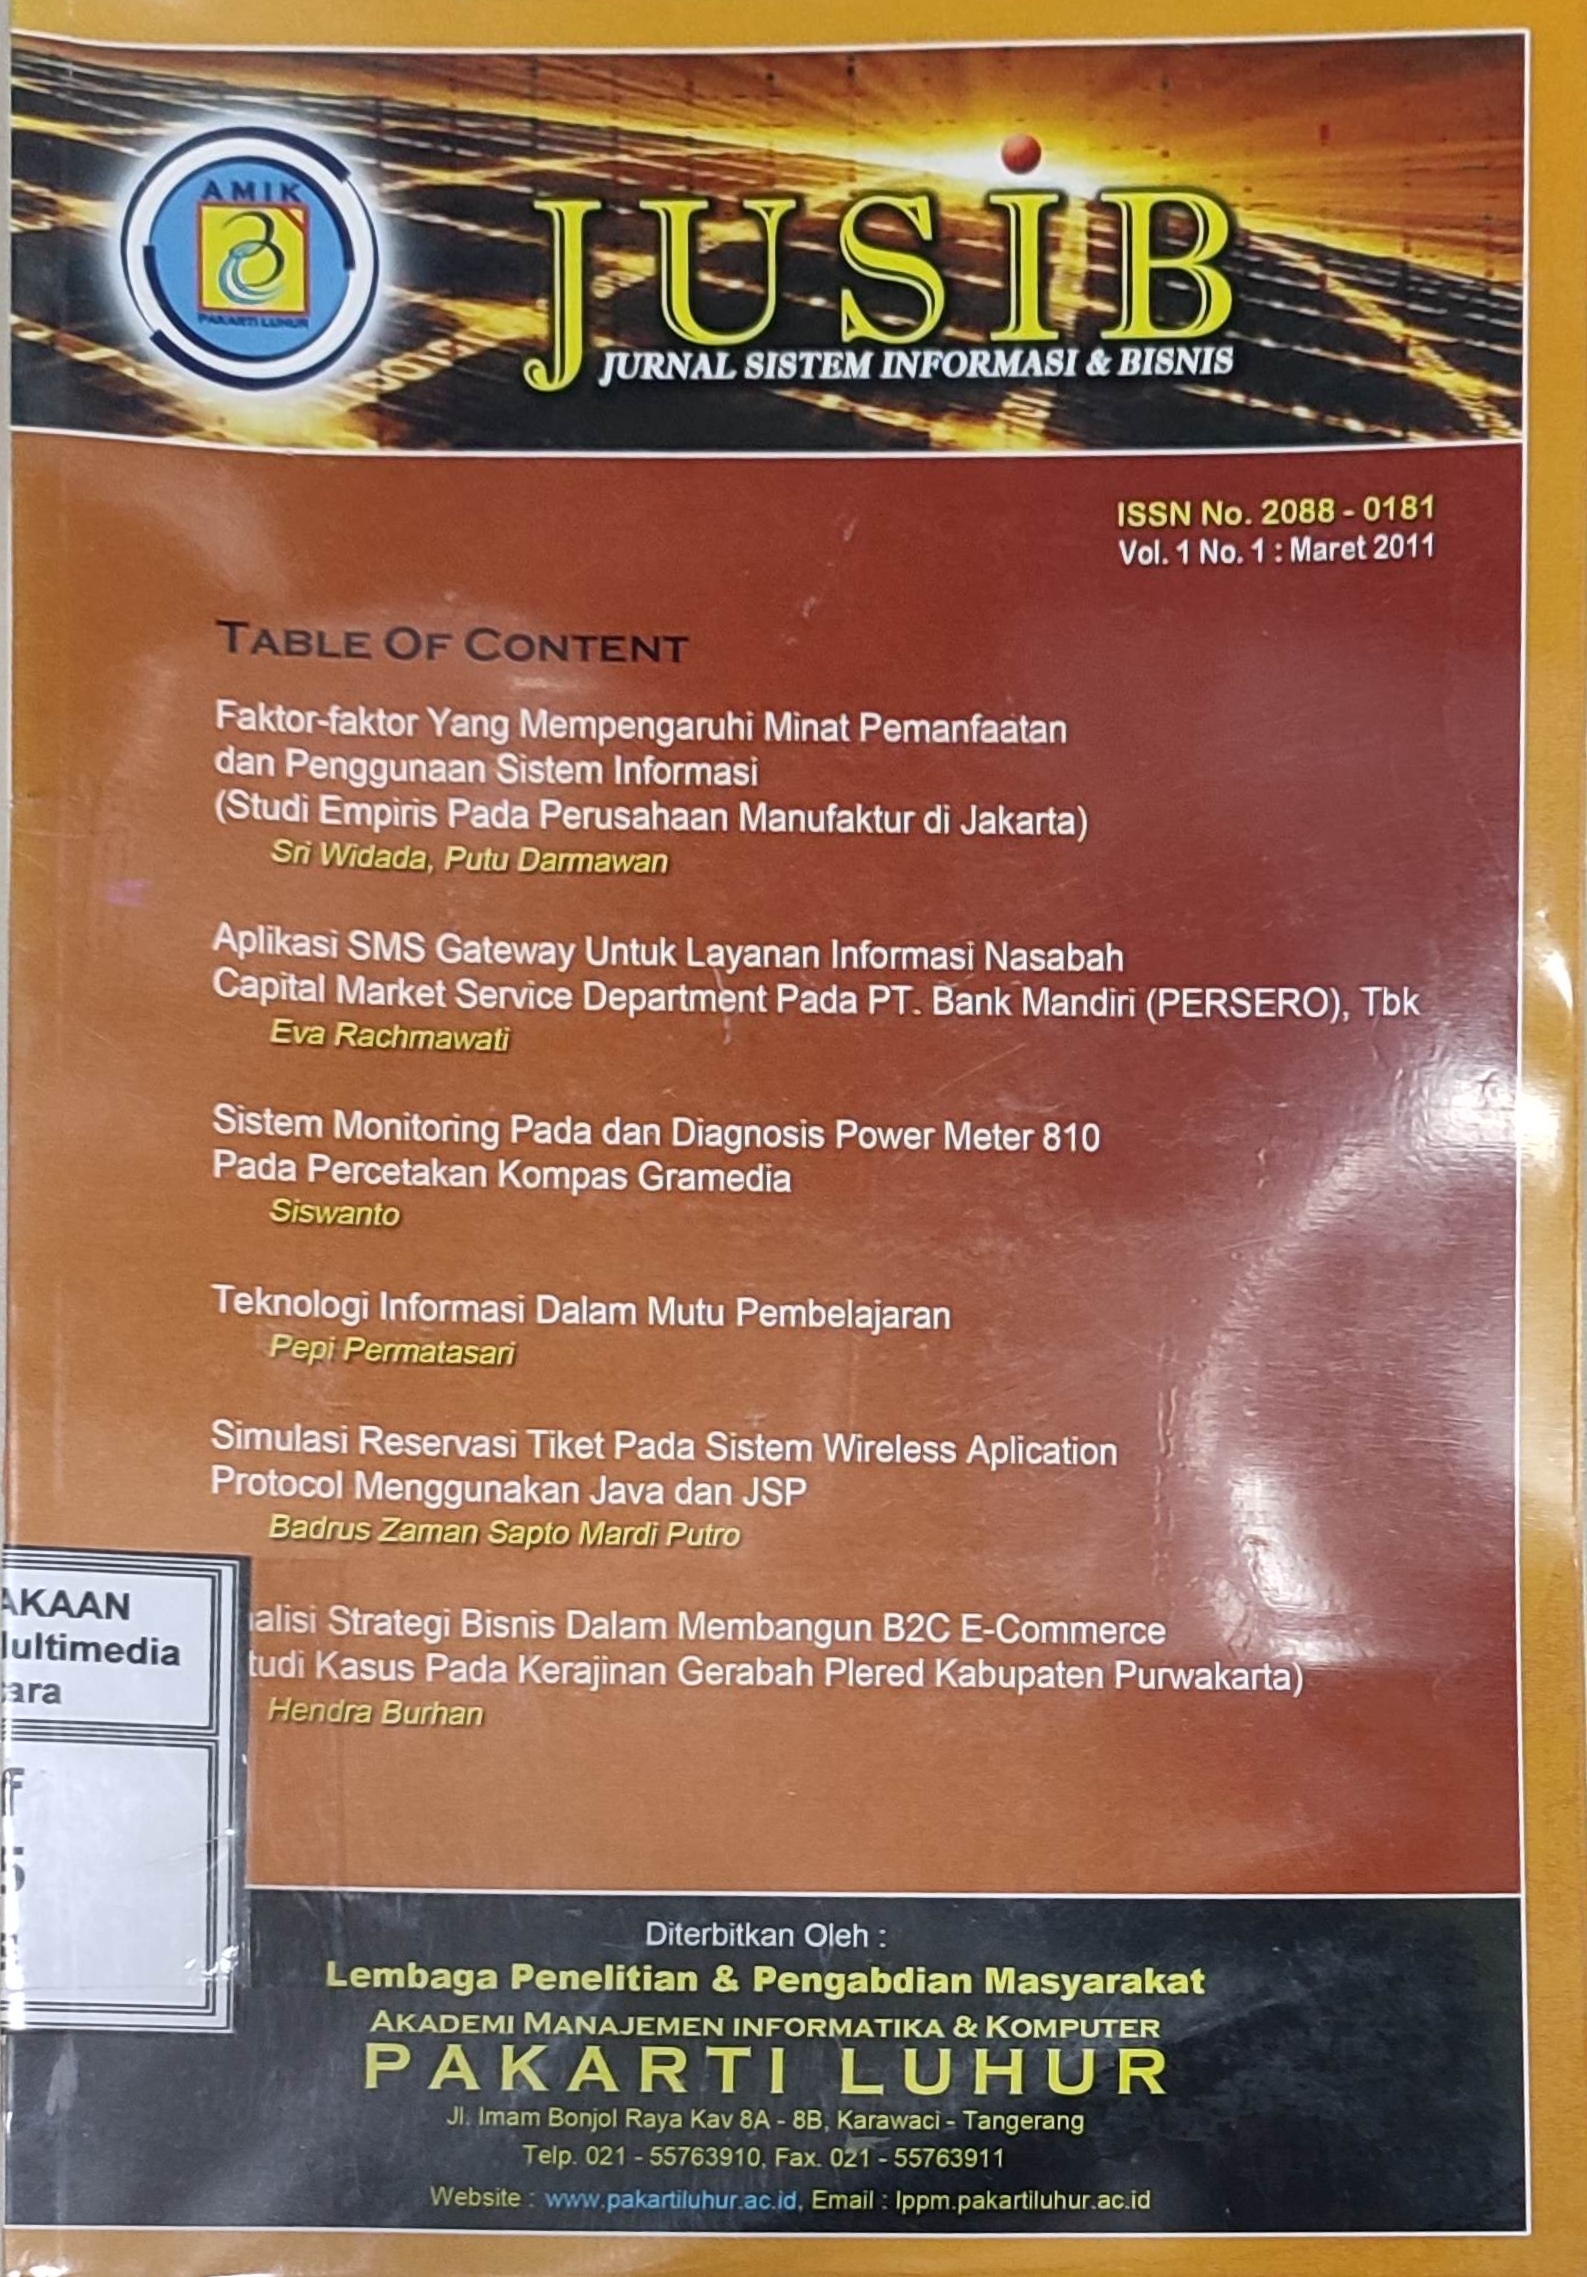 AMIK
PAKARTI LUHUR
JUSIB
JURNAL SISTEM INFORMASI & BISNIS
ISSN No. 2088 - 0181
Vol. 1 No. 1 : Maret 2011
TABLE OF CONTENT
Faktor-faktor Yang Mempengaruhi Minat Pemanfaatan
dan Penggunaan Sistem Informasi
(Studi Empiris Pada Perusahaan Manufaktur di Jakarta)
Sri Widada, Putu Darmawan
Aplikasi SMS Gateway Untuk Layanan Informasi Nasabah
Capital Market Service Department Pada PT. Bank Mandiri (PERSERO), Tbk
Eva Rachmawati
Sistem Monitoring Pada dan Diagnosis Power Meter 810
Pada Percetakan Kompas Gramedia
Siswanto
Teknologi Informasi Dalam Mutu Pembelajaran
Pepi Permatasari
Simulasi Reservasi Tiket Pada Sistem Wireless Aplication
Protocol Menggunakan Java dan JSP
Badrus Zaman Sapto Mardi Putro
alisi Strategi Bisnis Dalam Membangun B2C E-Commerce
tudi Kasus Pada Kerajinan Gerabah Plered Kabupaten Purwakarta)
Hendra Burhan
AKAAN
ultimedia
ara
f
5
Diterbitkan Oleh :
Lembaga Penelitian & Pengabdian Masyarakat
AKADEMI MANAJEMEN INFORMATIKA & KOMPUTER
PAKARTI LUHUR
Jl. Imam Bonjol Raya Kav 8A - 8B, Karawaci - Tangerang
Telp. 021 - 55763910, Fax. 021 - 55763911
Website : www.pakartiluhur.ac.id, Email : lppm.pakartiluhur.ac.id